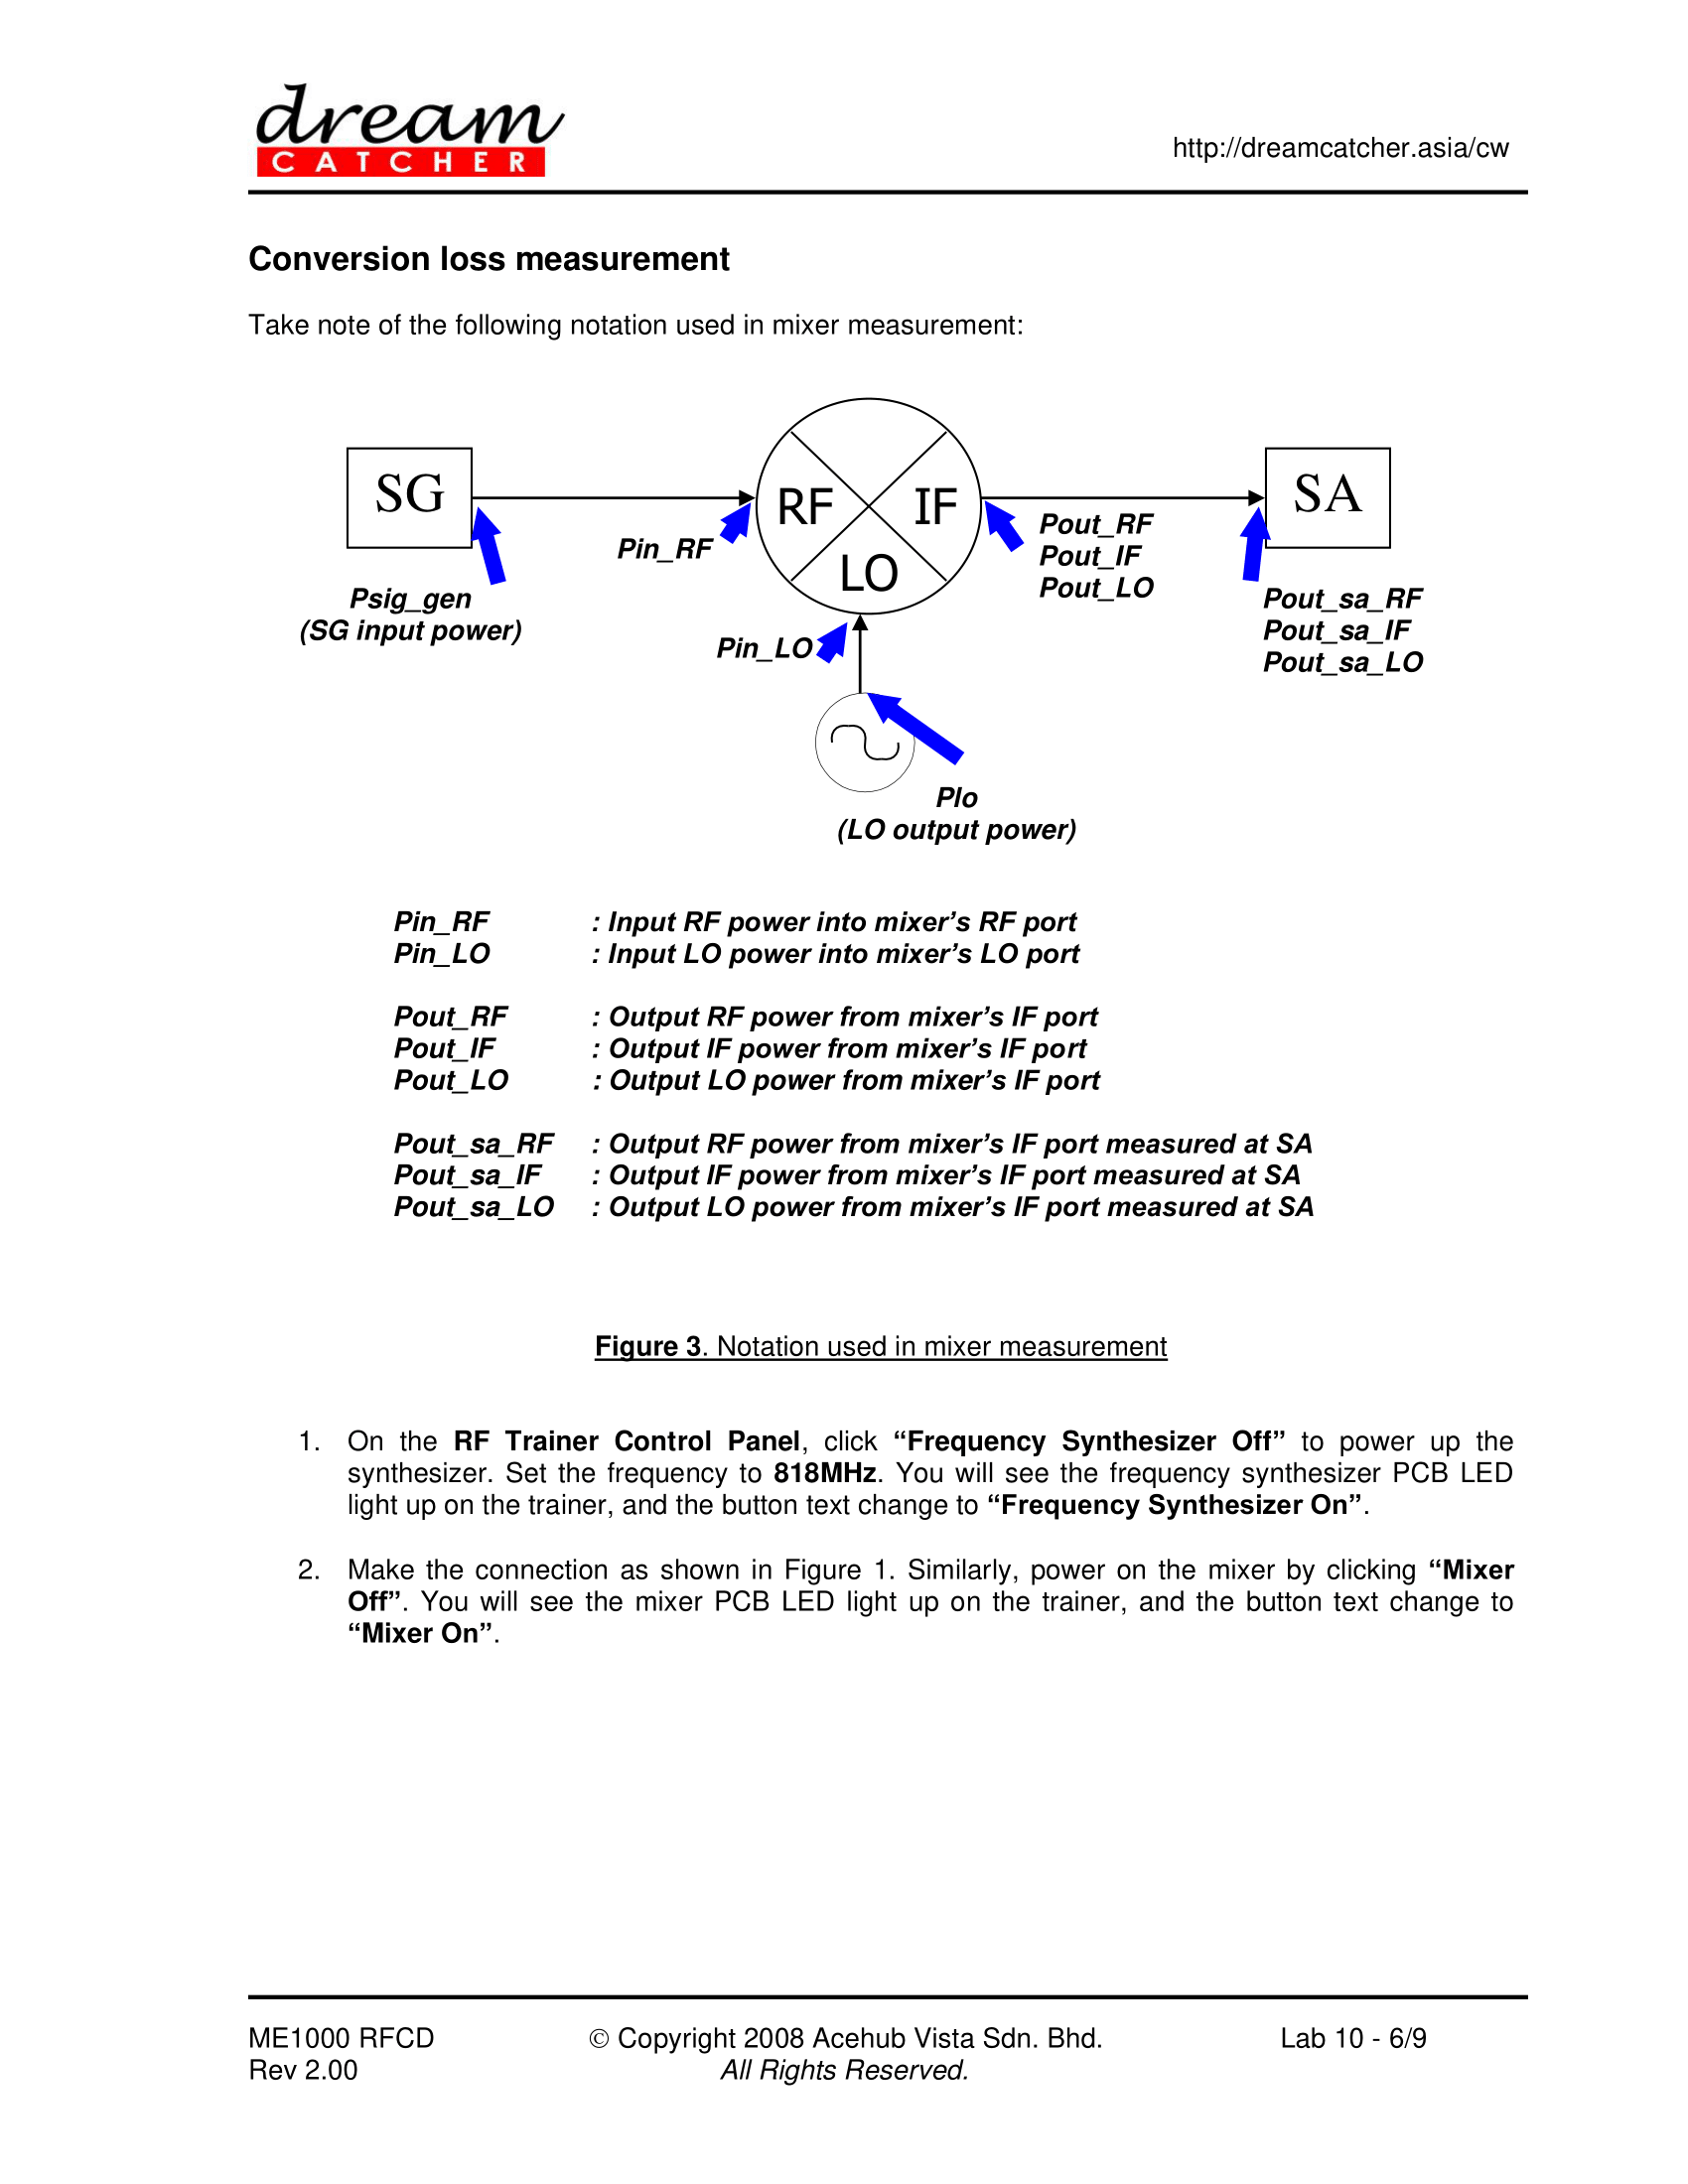 dream
CATCHER
http://dreamcatcher.asia/cw
Conversion loss measurement
Take note of the following notation used in mixer measurement:
SG
RF
IF
LO
SA
Pin_RF
Pout_RF
Pout_IF
Pout_LO
Psig_gen
(SG input power)
Pin_LO
Pout_sa_RF
Pout_sa_IF
Pout_sa_LO
Plo
(LO output power)
Pin_RF : Input RF power into mixer’s RF port
Pin_LO : Input LO power into mixer’s LO port
Pout_RF : Output RF power from mixer’s IF port
Pout_IF : Output IF power from mixer’s IF port
Pout_LO : Output LO power from mixer’s IF port
Pout_sa_RF : Output RF power from mixer’s IF port measured at SA
Pout_sa_IF : Output IF power from mixer’s IF port measured at SA
Pout_sa_LO : Output LO power from mixer’s IF port measured at SA
Figure 3. Notation used in mixer measurement
1. On the RF Trainer Control Panel, click “Frequency Synthesizer Off” to power up the
synthesizer. Set the frequency to 818MHz. You will see the frequency synthesizer PCB LED
light up on the trainer, and the button text change to “Frequency Synthesizer On”.
2. Make the connection as shown in Figure 1. Similarly, power on the mixer by clicking “Mixer
Off”. You will see the mixer PCB LED light up on the trainer, and the button text change to
“Mixer On”.
ME1000 RFCD © Copyright 2008 Acehub Vista Sdn. Bhd. Lab 10 - 6/9
Rev 2.00 All Rights Reserved.